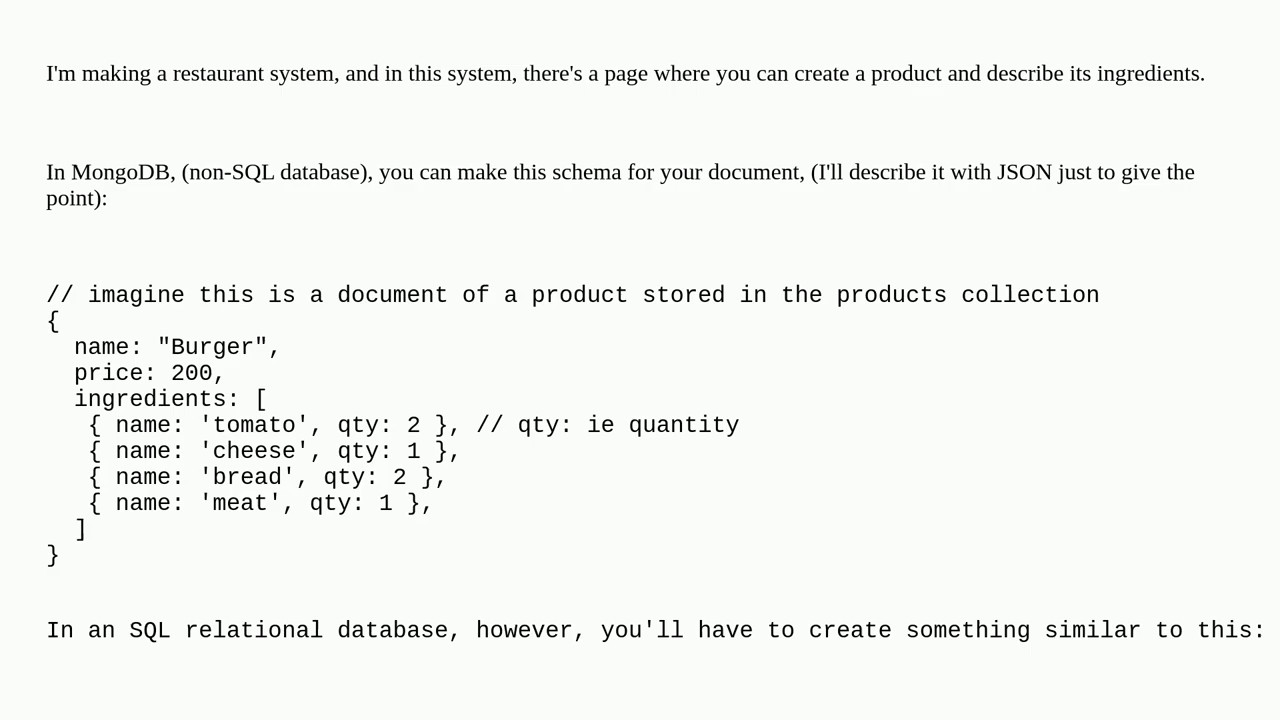 I'm making a restaurant system, and in this system, there's a page where you can create a product and describe its ingredients.
In MongoDB, (non-SQL database), you can make this schema for your document, (I'll describe it with JSON just to give the
point):
// imagine this is a document of a product stored in the products collection
{
  name: "Burger",
  price: 200,
  ingredients: [
   { name: 'tomato', qty: 2 }, // qty: ie quantity
   { name: 'cheese', qty: 1 },
   { name: 'bread', qty: 2 },
   { name: 'meat', qty: 1 },
  ]
}
In an SQL relational database, however, you'll have to create something similar to this: